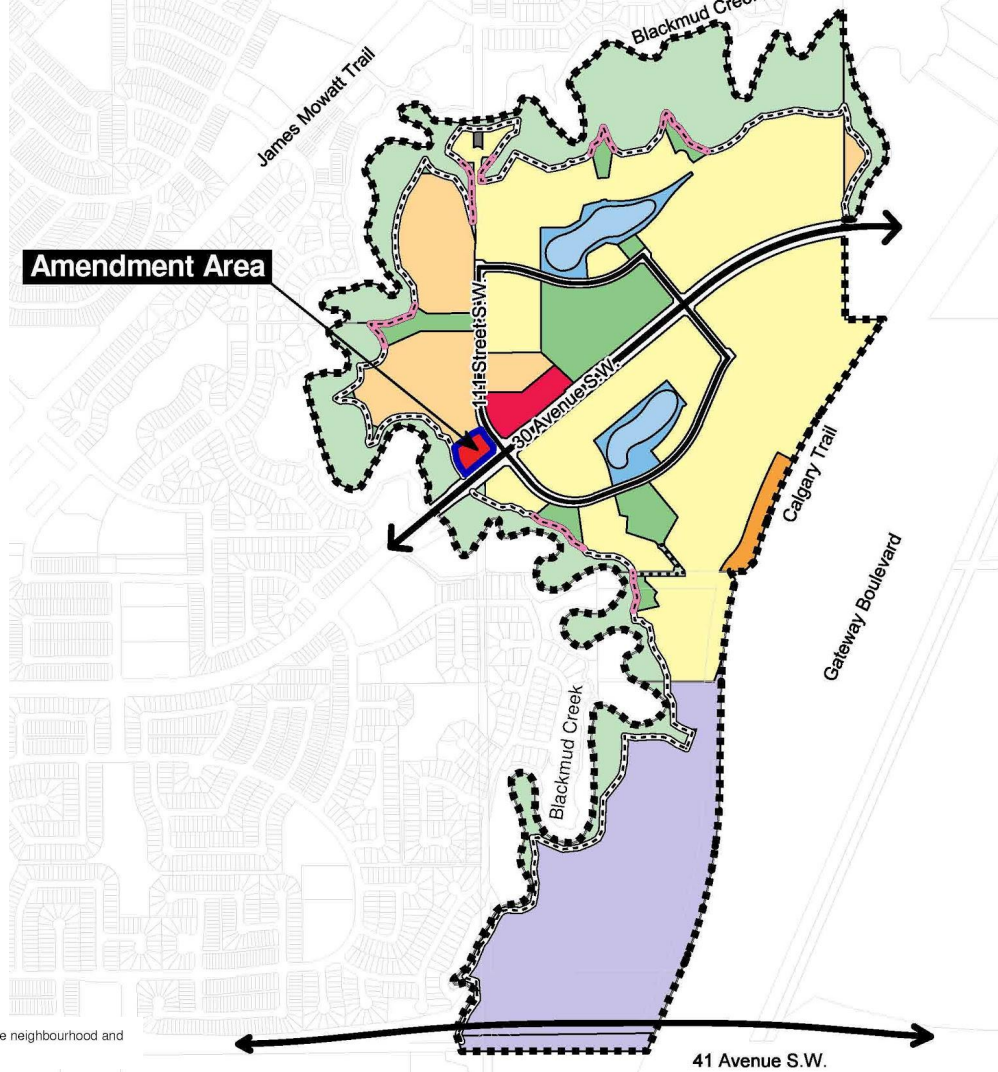 Blackmud Creek
James Mowatt Trail
Amendment Area
111 Street S.W.
30 Avenue S.W.
Calgary Trail
Gateway Boulevard
Blackmud Creek
e neighbourhood and
41 Avenue S.W.